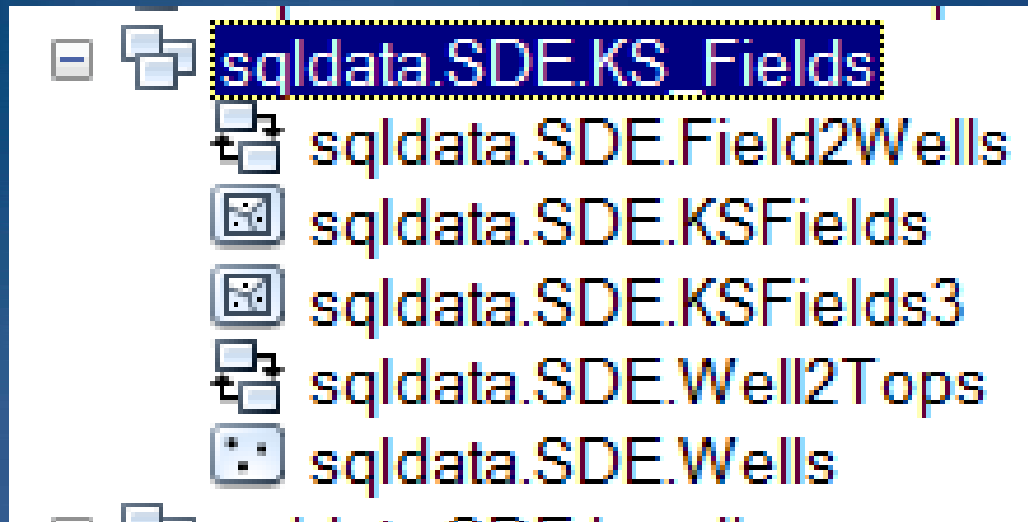 sqldata.SDE.KS_Fields
sqldata.SDE.Field2Wells
sqldata.SDE.KSFields
sqldata.SDE.KSFields3
sqldata.SDE.Well2Tops
sqldata.SDE.Wells